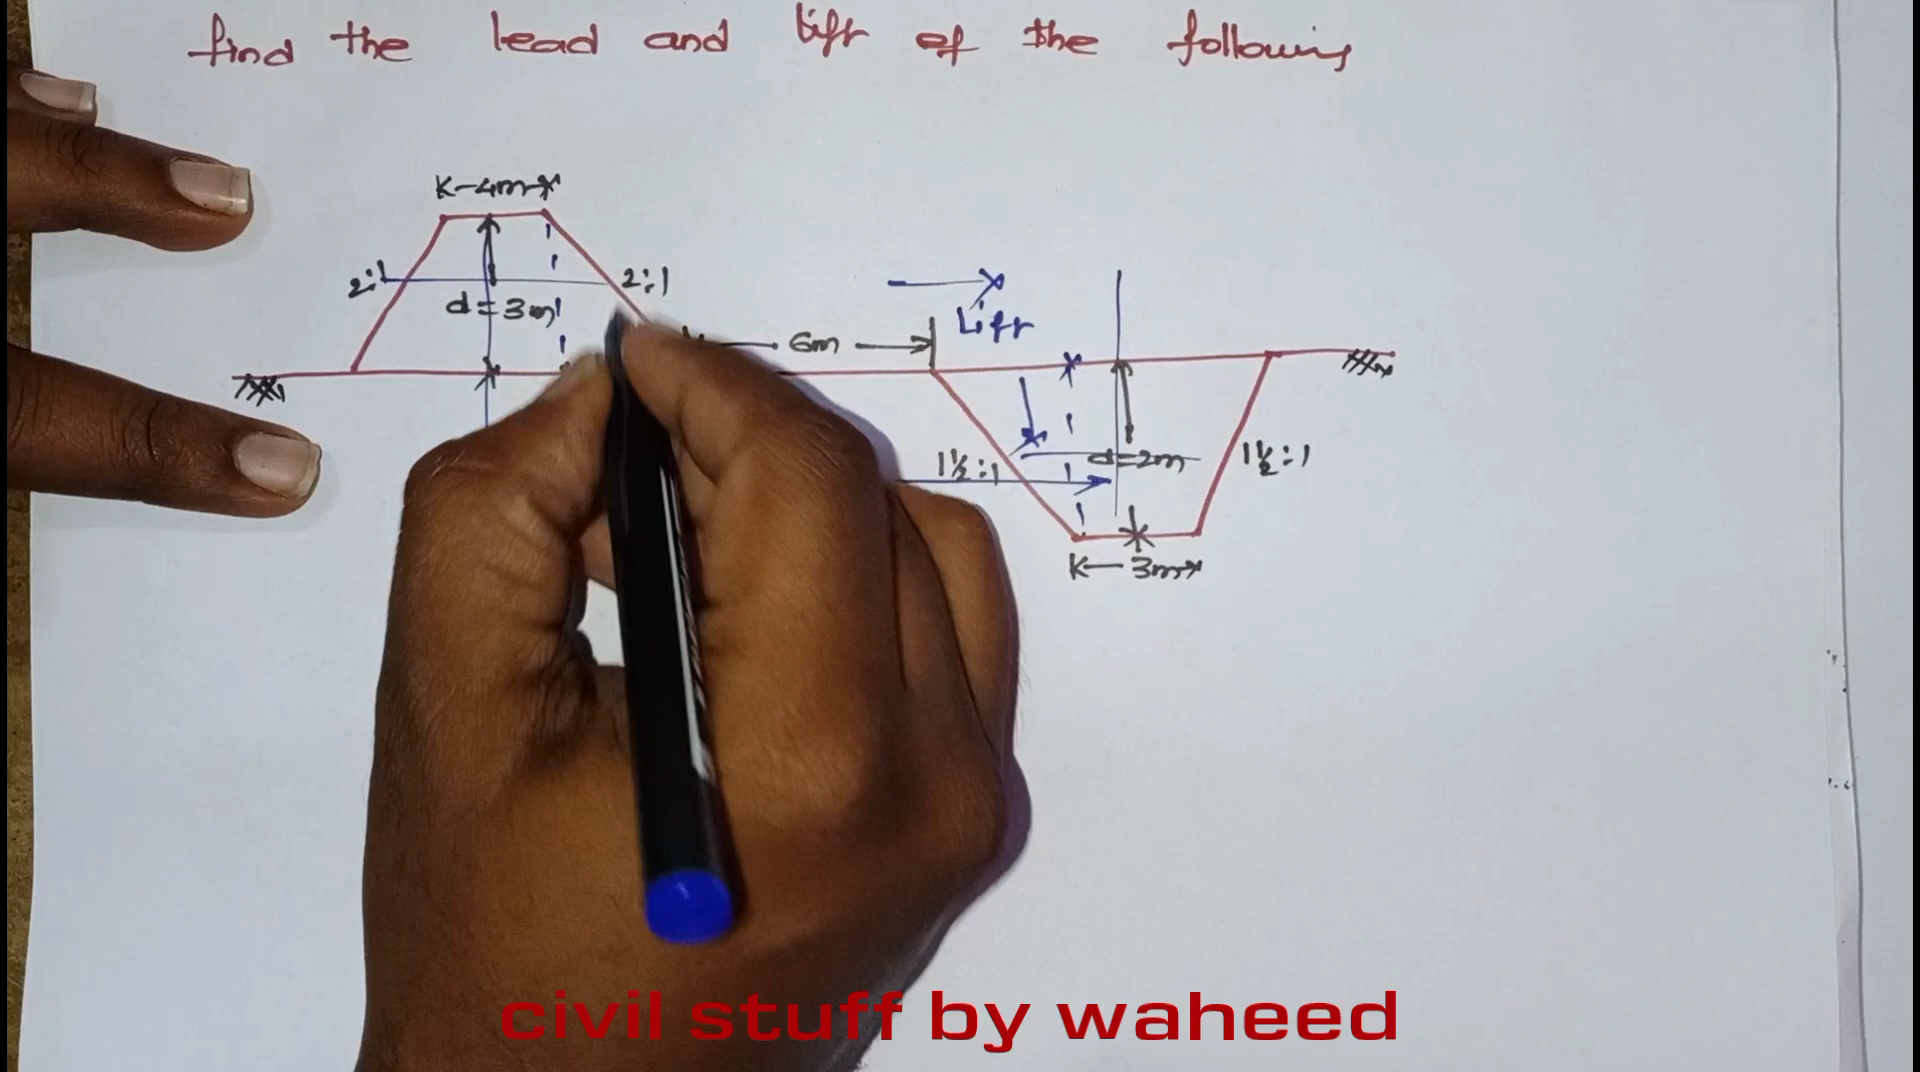 find the lead and lift of the following
K-4m-*
2:1
2:1
d=3m
6m
Lift
1½:1
d=2m
1½:1
K-3m*
civil stuff by waheed